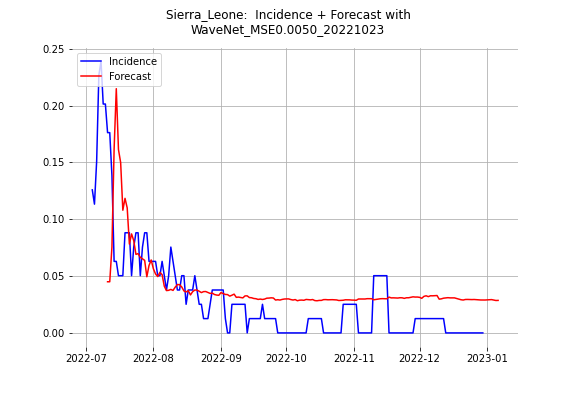 Sierra_Leone:  Incidence + Forecast with
WaveNet_MSE0.0050_20221023
Incidence
Forecast
0.25
0.20
0.15
0.10
0.05
0.00
2022-07 2022-08 2022-09 2022-10 2022-11 2022-12 2023-01